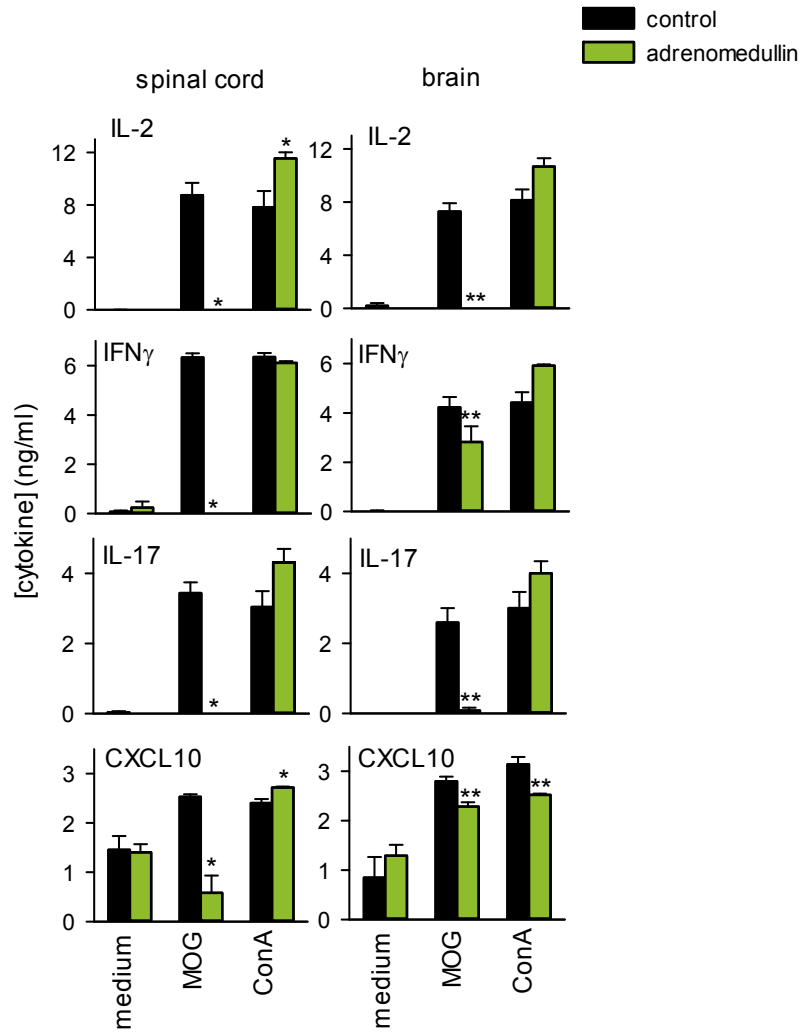 control
adrenomedullin
spinal cord
brain
[cytokine] (ng/ml)
IL-2
12
8
4
0
*
*
IL-2
12
8
4
0
**
IFNγ
6
4
2
0
*
IFNγ
6
4
2
0
**
IL-17
4
2
0
*
IL-17
4
2
0
**
CXCL10
3
2
1
0
*
*
CXCL10
3
2
1
0
**
**
medium
MOG
ConA
medium
MOG
ConA